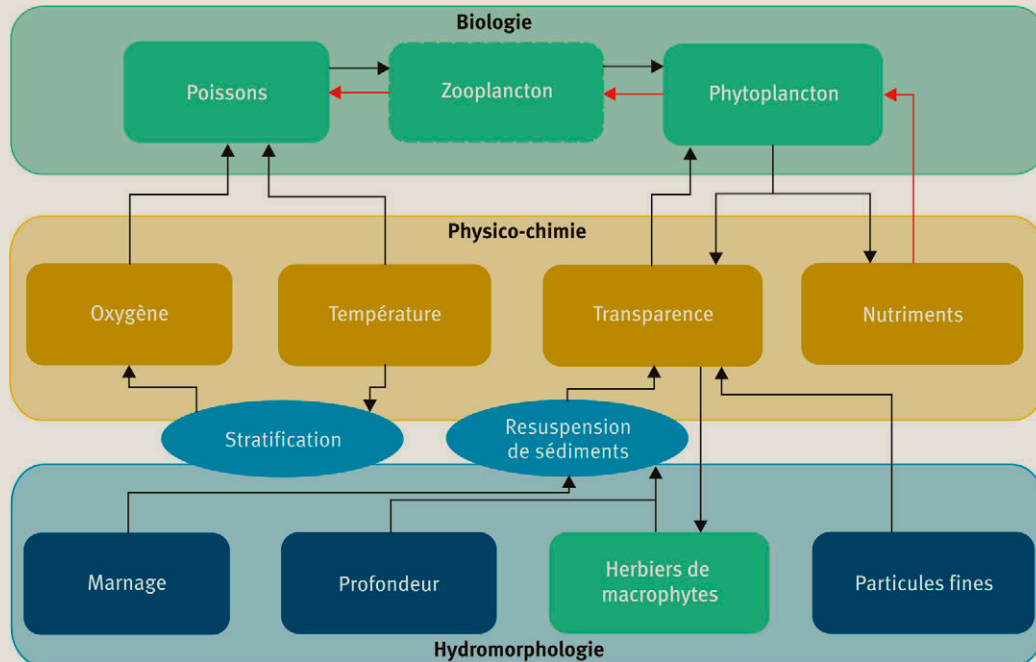 Biologie
Poissons
Zooplancton
Phytoplancton
Physico-chimie
Oxygène
Température
Transparence
Nutriments
Stratification
Resuspension
de sédiments
Marnage
Profondeur
Herbiers de
macrophytes
Particules fines
Hydromorphologie